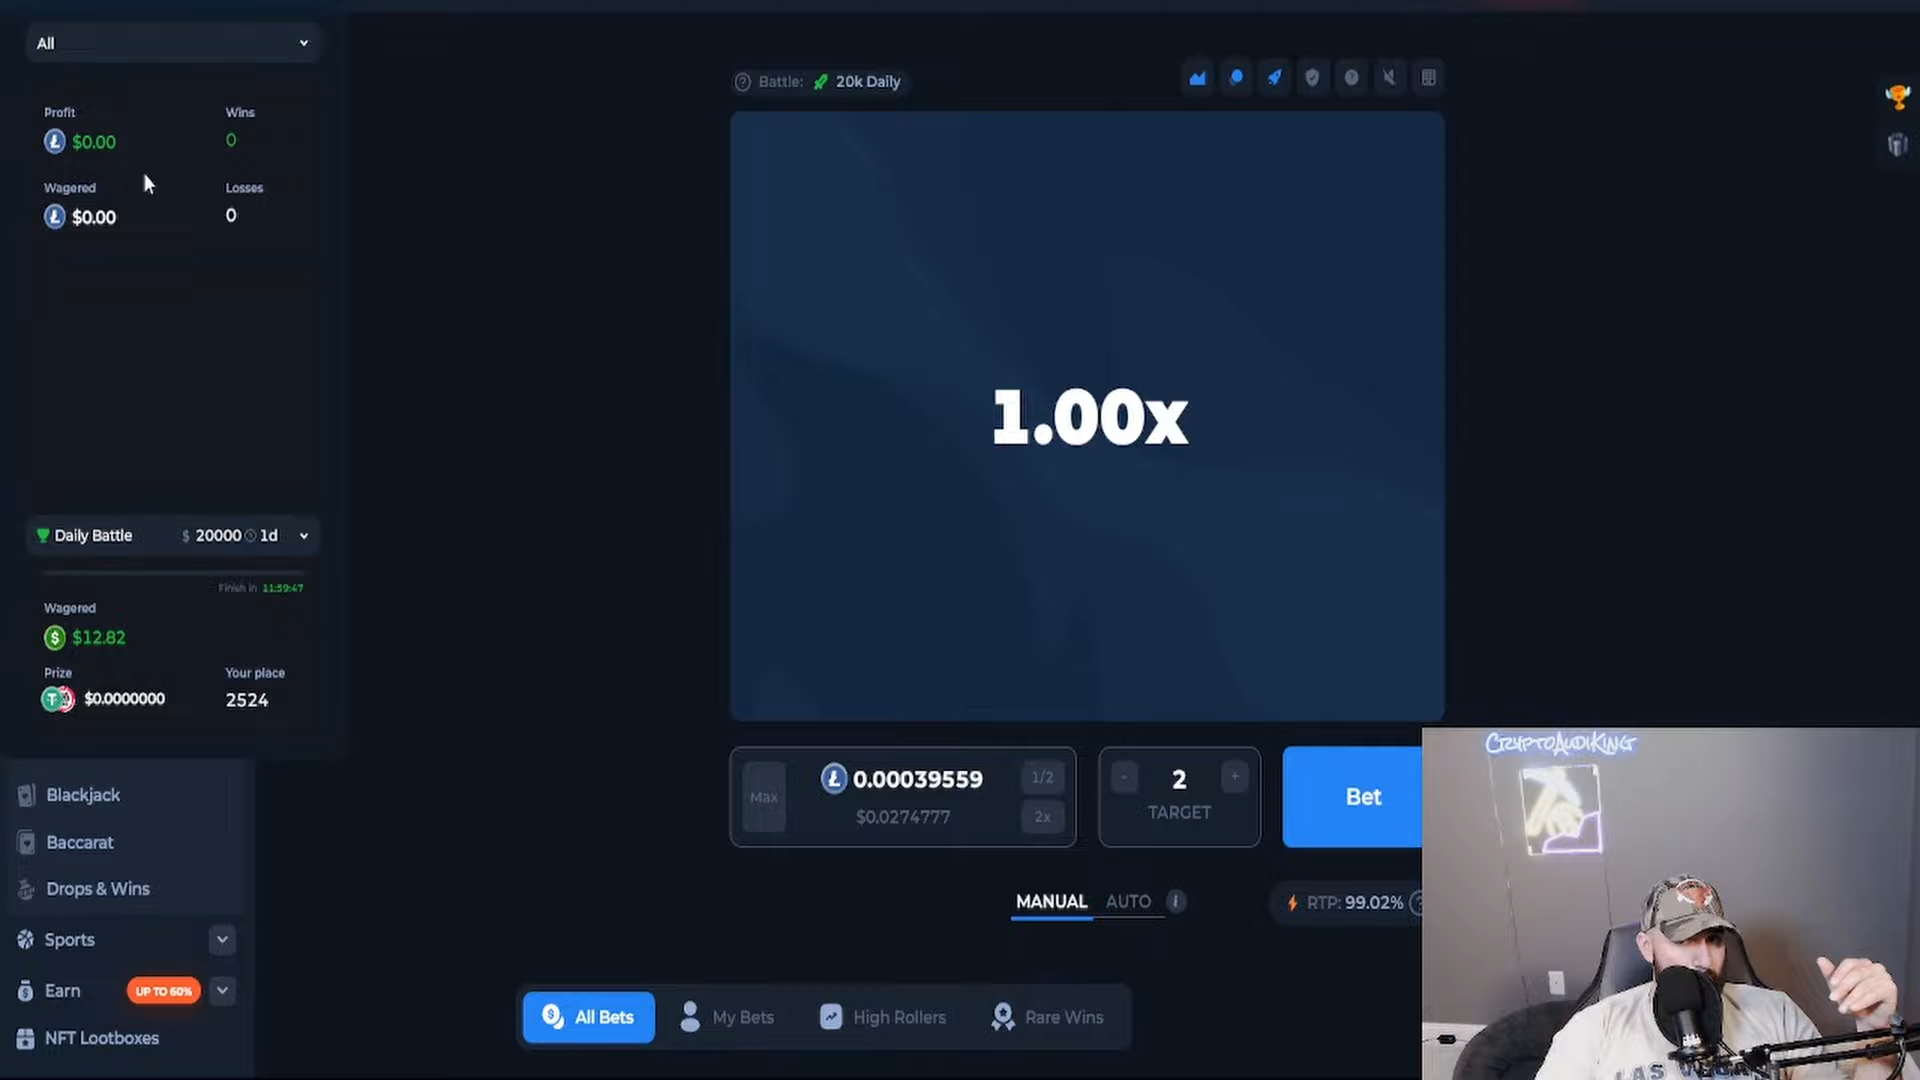 All
Battle: 20k Daily
Profit
Wins
$0.00
0
Wagered
Losses
$0.00
0
1.00x
Daily Battle $ 20000 1d
Finish in 11:59:47
Wagered
$12.82
Prize
Your place
$0.0000000
2524
Max
0.00039559
$0.0274777
1/2
2x
-
2
+
TARGET
Bet
MANUAL AUTO
RTP: 99.02%
Blackjack
Baccarat
Drops & Wins
Sports
Earn UP TO 60%
NFT Lootboxes
All Bets
My Bets
High Rollers
Rare Wins
CryptoAudiKing
LAS VEGAS